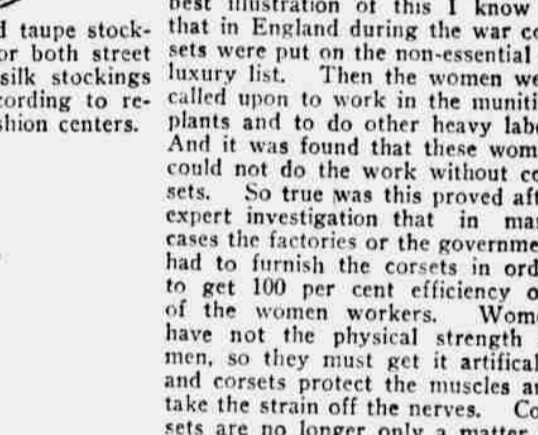 d taupe stock-
or both street
silk stockings
cording to re-
shion centers.
best illustration of this I know
that in England during the war co
sets were put on the non-essential
luxury list. Then the women we
called upon to work in the muniti
plants and to do other heavy labo
And it was found that these wom
could not do the work without co
sets. So true was this proved aft
expert investigation that in man
cases the factories or the governme
had to furnish the corsets in ord
to get 100 per cent efficiency o
of the women workers. Wome
have not the physical strength
men, so they must get it artifical
and corsets protect the muscles an
take the strain off the nerves. Co
sets are no longer only a matter